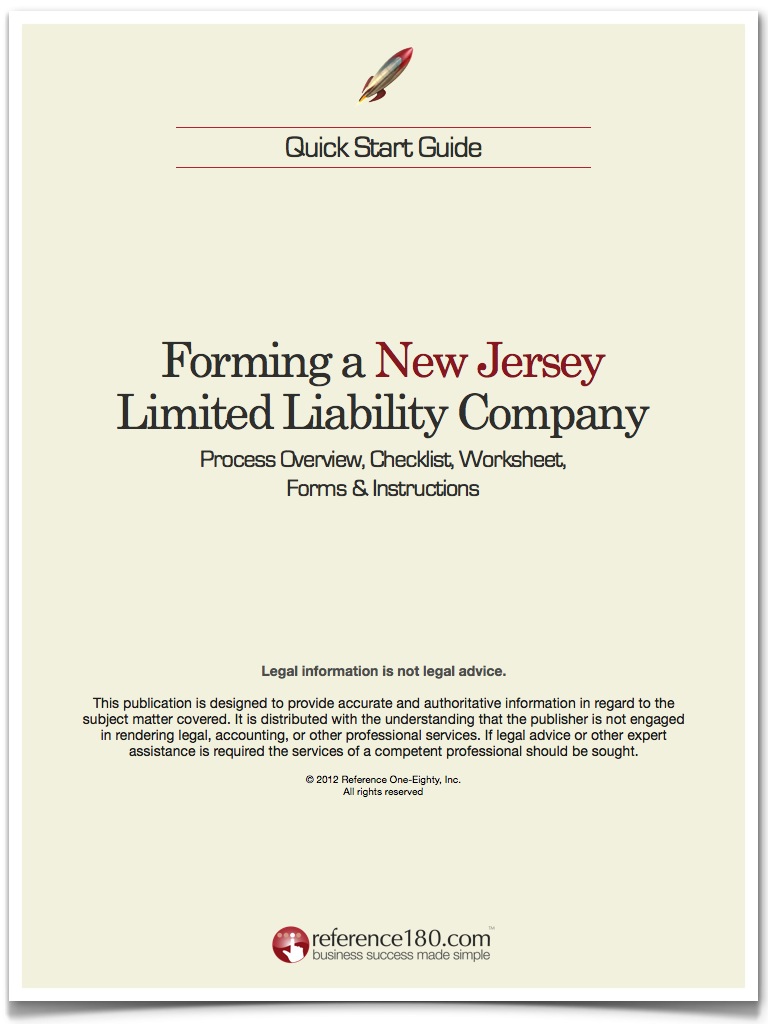 Quick Start Guide
Forming a New Jersey
Limited Liability Company
Process Overview, Checklist, Worksheet,
Forms & Instructions
Legal information is not legal advice.
This publication is designed to provide accurate and authoritative information in regard to the
subject matter covered. It is distributed with the understanding that the publisher is not engaged
in rendering legal, accounting, or other professional services. If legal advice or other expert
assistance is required the services of a competent professional should be sought.
© 2012 Reference One-Eighty, Inc.
All rights reserved
reference180.com™
business success made simple